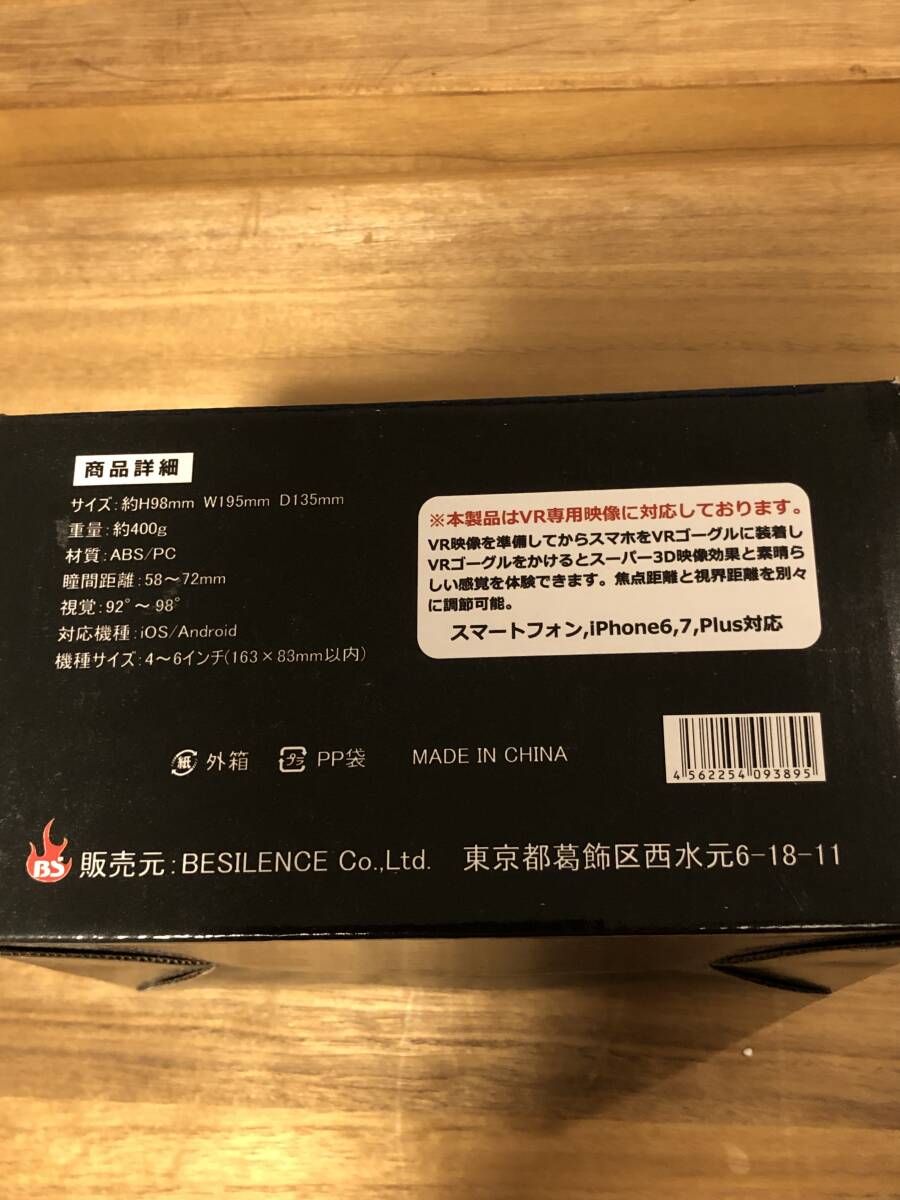 商品詳細
サイズ:約H98mm W195mm D135mm
重量:約400g
材質:ABS/PC
瞳間距離:58～72mm
視覚:92°～98°
対応機種:iOS/Android
機種サイズ:4～6インチ(163×83mm以内)
※本製品はVR専用映像に対応しております。
VR映像を準備してからスマホをVRゴーグルに装着し
VRゴーグルをかけるとスーパー3D映像効果と素晴ら
しい感覚を体験できます。焦点距離と視界距離を別々
に調節可能。
スマートフォン,iPhone6,7,Plus対応
紙 外箱 プラ PP袋 MADE IN CHINA
4 562254 093895
BS 販売元:BESILENCE Co.,Ltd. 東京都葛飾区西水元6-18-11